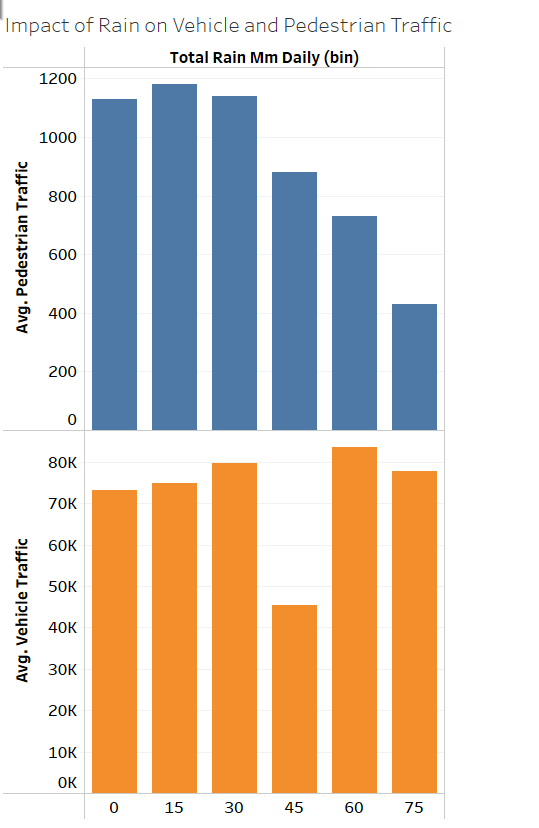 Impact of Rain on Vehicle and Pedestrian Traffic
Total Rain Mm Daily (bin)
Avg. Pedestrian Traffic
1200
1000
800
600
400
200
0
Avg. Vehicle Traffic
80K
70K
60K
50K
40K
30K
20K
10K
0K
0 15 30 45 60 75